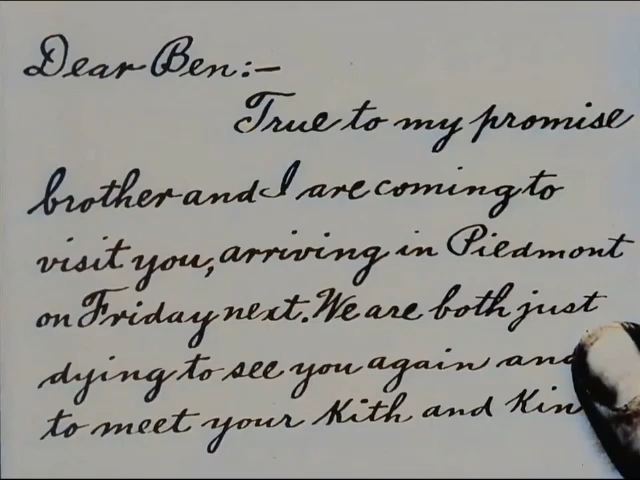 Dear Ben:-
True to my promise
brother and I are coming to
visit you, arriving in Piedmont
on Friday next. We are both just
dying to see you again and
to meet your Kith and Kin